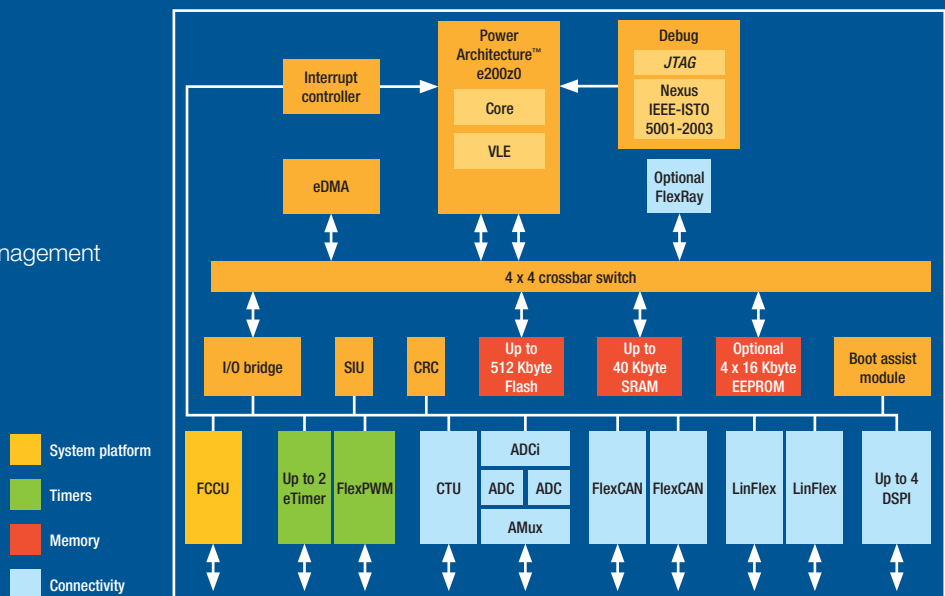 Power
Architecture™
e200z0
Core
VLE
Debug
JTAG
Nexus
IEEE-ISTO
5001-2003
Interrupt
controller
eDMA
Optional
FlexRay
nagement
4 x 4 crossbar switch
I/O bridge
SIU
CRC
Up to
512 Kbyte
Flash
Up to
40 Kbyte
SRAM
Optional
4 x 16 Kbyte
EEPROM
Boot assist
module
FCCU
Up to 2
eTimer
FlexPWM
CTU
ADCi
ADC
ADC
AMux
FlexCAN
FlexCAN
LinFlex
LinFlex
Up to 4
DSPI
System platform
Timers
Memory
Connectivity